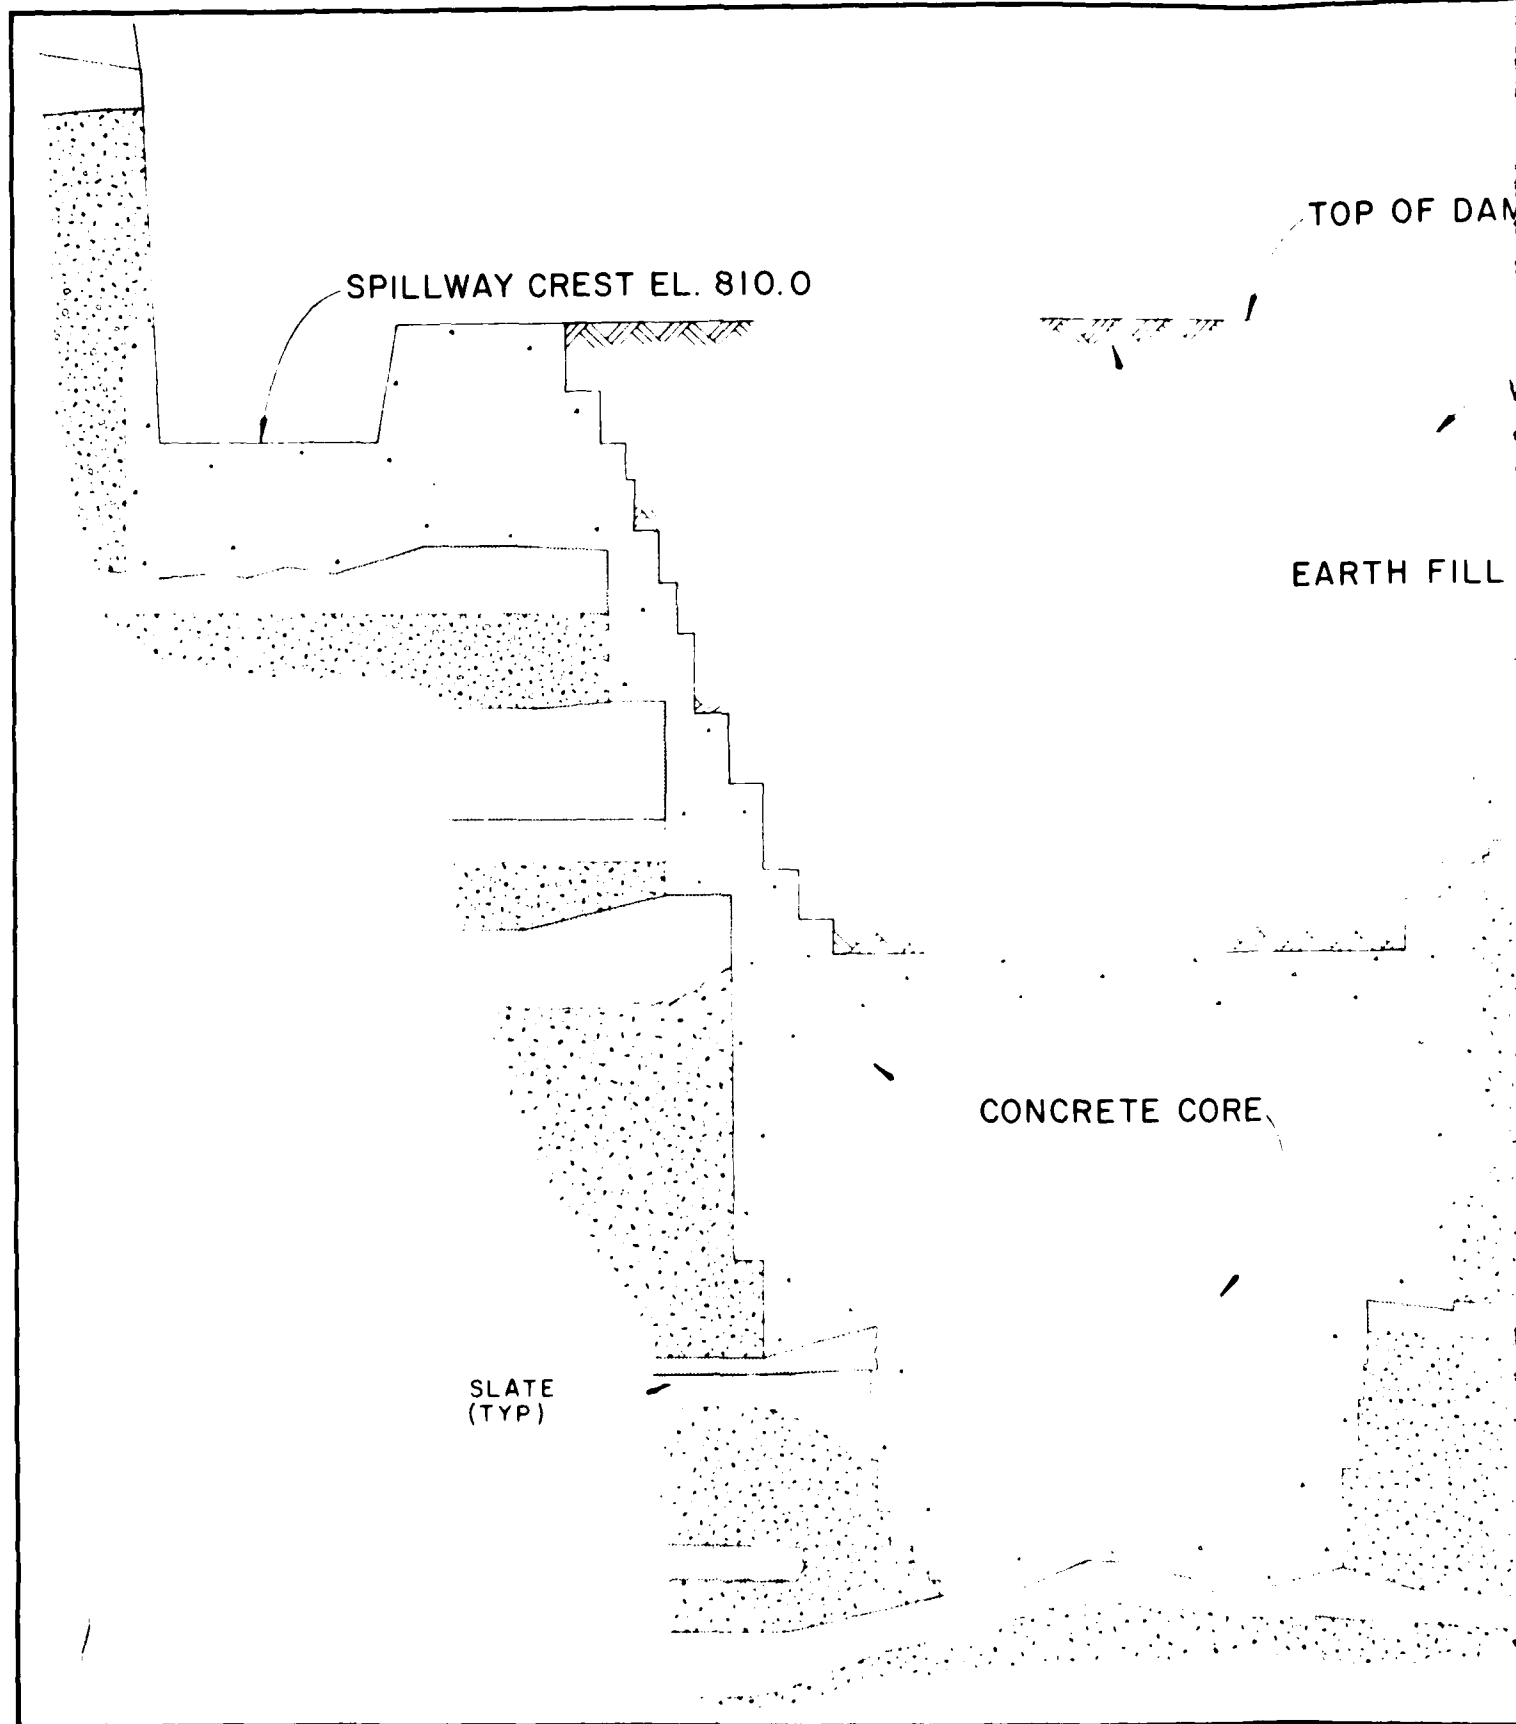 TOP OF DAM
SPILLWAY CREST EL. 810.0
EARTH FILL
CONCRETE CORE
SLATE
(TYP)